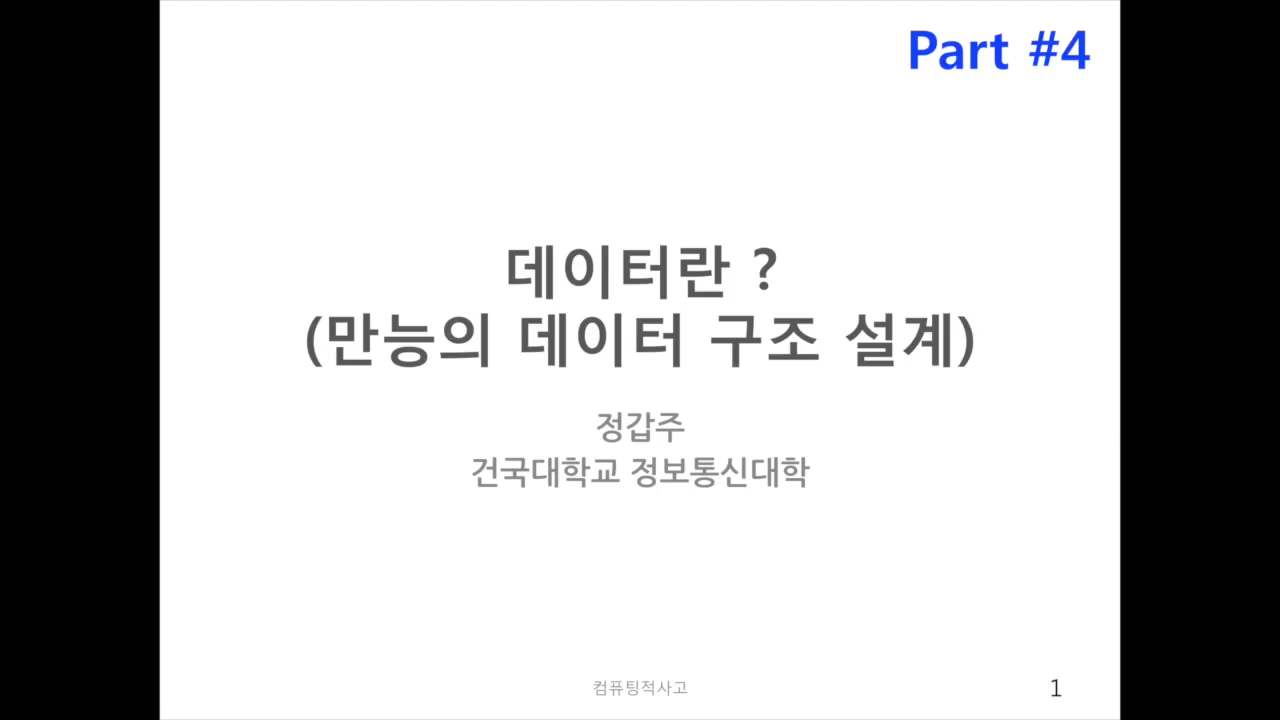 Part #4
데이터란 ?
(만능의 데이터 구조 설계)
정갑주
건국대학교 정보통신대학
컴퓨팅적사고
1